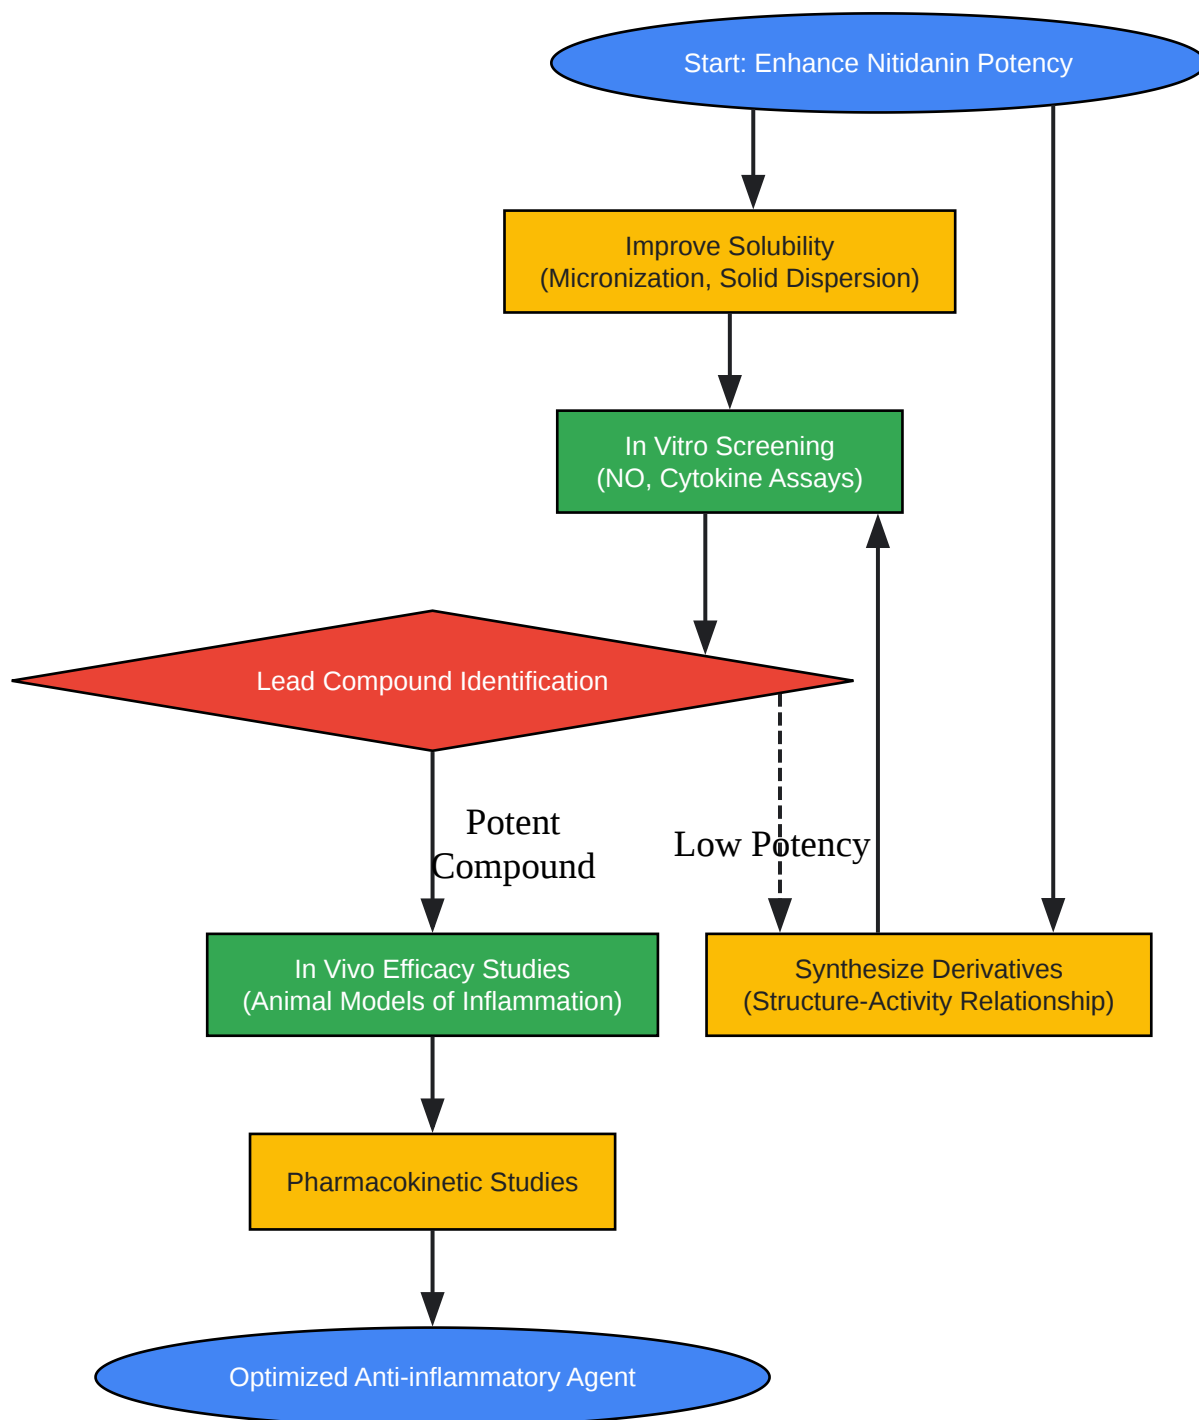 Start: Enhance Nitidanin Potency
Improve Solubility
(Micronization, Solid Dispersion)
In Vitro Screening
(NO, Cytokine Assays)
Lead Compound Identification
Potent
Compound
Low Potency
In Vivo Efficacy Studies
(Animal Models of Inflammation)
Synthesize Derivatives
(Structure-Activity Relationship)
Pharmacokinetic Studies
Optimized Anti-inflammatory Agent